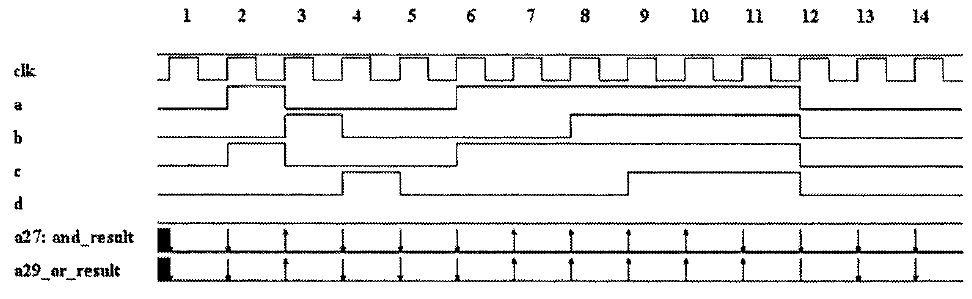 1 2 3 4 5 6 7 8 9 10 11 12 13 14
clk
a
b
c
d
a27: and_result
a29_or_result